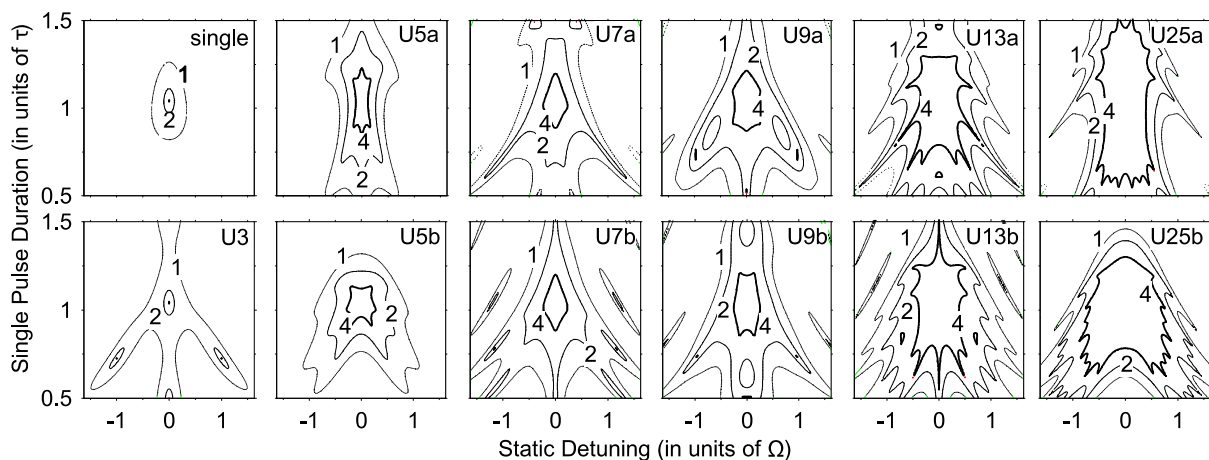 Single Pulse Duration (in units of τ)
1.5
1
0.5
single
1
2
U5a
1
4
2
U7a
1
4
2
U9a
1
2
4
U13a
2
1
4
U25a
1
4
2
1.5
1
0.5
U3
1
2
U5b
1
2
4
U7b
1
4
2
U9b
1
2
4
U13b
1
2
4
U25b
1
4
2
-1 0 1 -1 0 1 -1 0 1 -1 0 1 -1 0 1 -1 0 1
Static Detuning (in units of Ω)